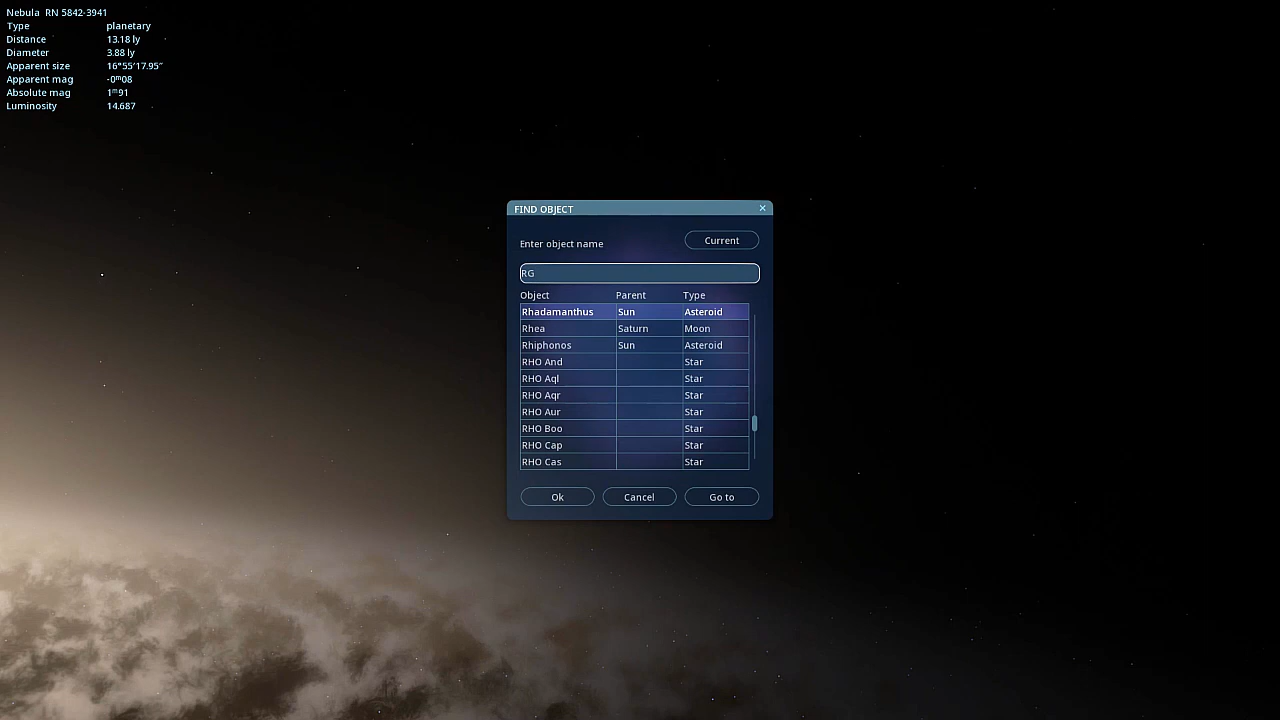 Nebula RN 5842-3941
Type planetary
Distance 13.18 ly
Diameter 3.88 ly
Apparent size 16°55'17.95"
Apparent mag -0ᵐ08
Absolute mag 1ᵐ91
Luminosity 14.687
FIND OBJECT ×
Enter object name Current
RG
Object Parent Type
Rhadamanthus Sun Asteroid
Rhea Saturn Moon
Rhiphonos Sun Asteroid
RHO And Star
RHO Aql Star
RHO Aqr Star
RHO Aur Star
RHO Boo Star
RHO Cap Star
RHO Cas Star
Ok Cancel Go to